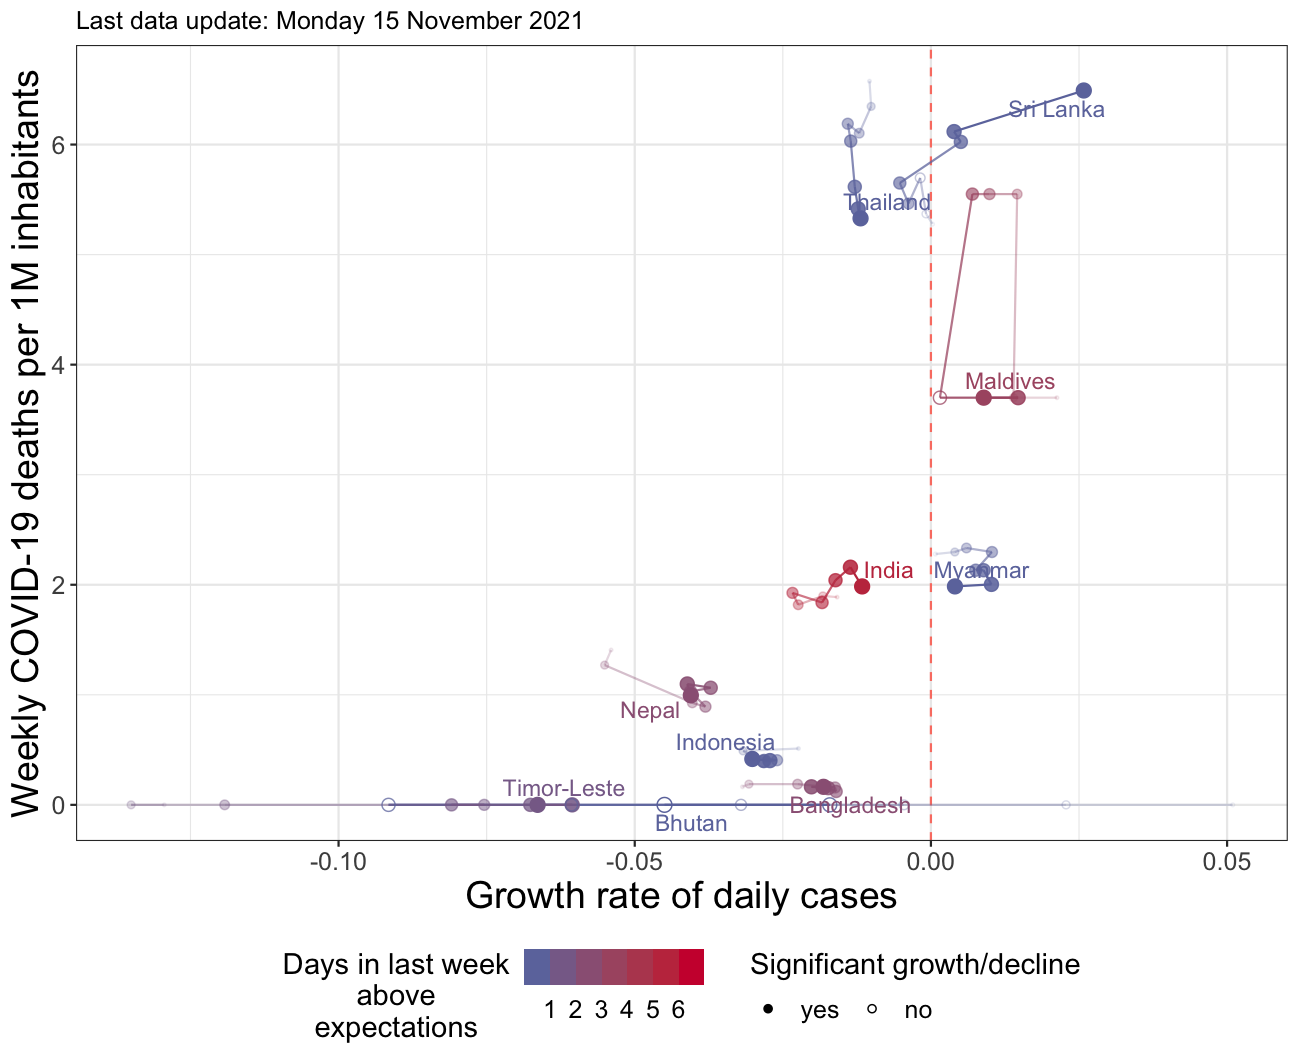 Last data update: Monday 15 November 2021
Weekly COVID-19 deaths per 1M inhabitants
6
4
2
0
Sri Lanka
Thailand
Maldives
India
Myanmar
Nepal
Indonesia
Timor-Leste
Bangladesh
Bhutan
-0.10
-0.05
0.00
0.05
Growth rate of daily cases
Days in last week
above
expectations
1 2 3 4 5 6
Significant growth/decline
yes no